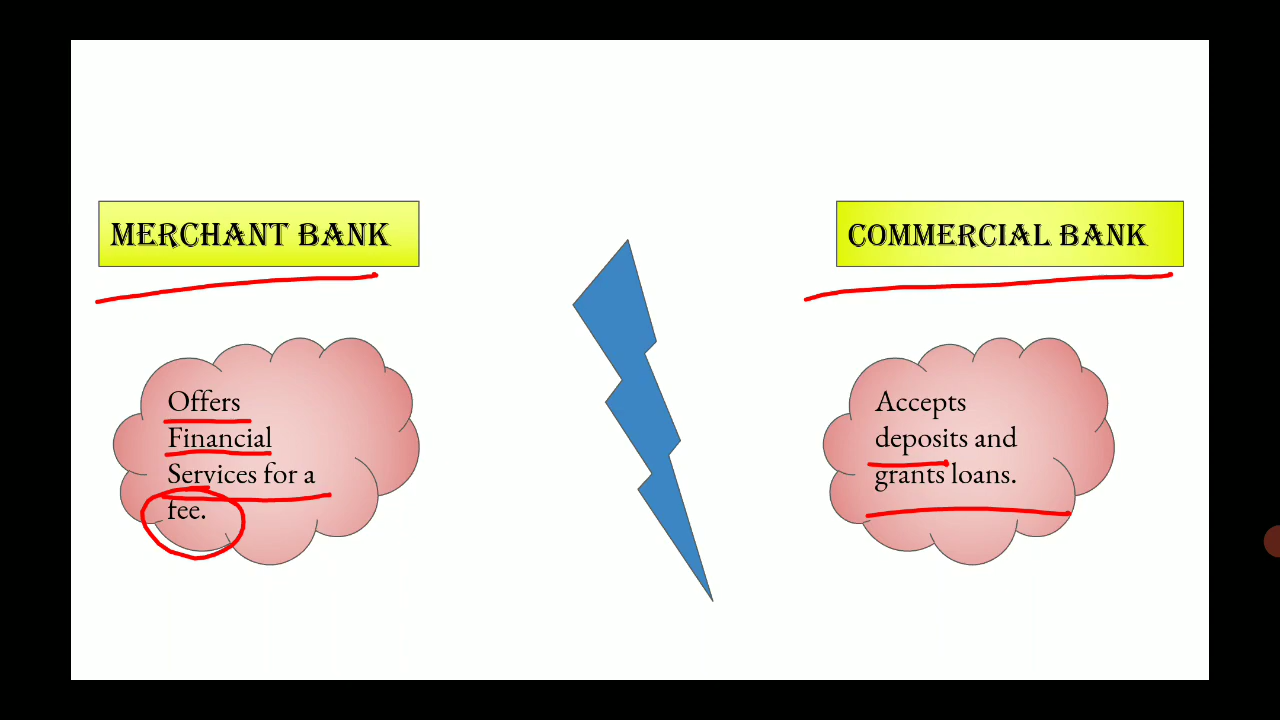 MERCHANT BANK
Offers
Financial
Services for a
fee.
COMMERCIAL BANK
Accepts
deposits and
grants loans.